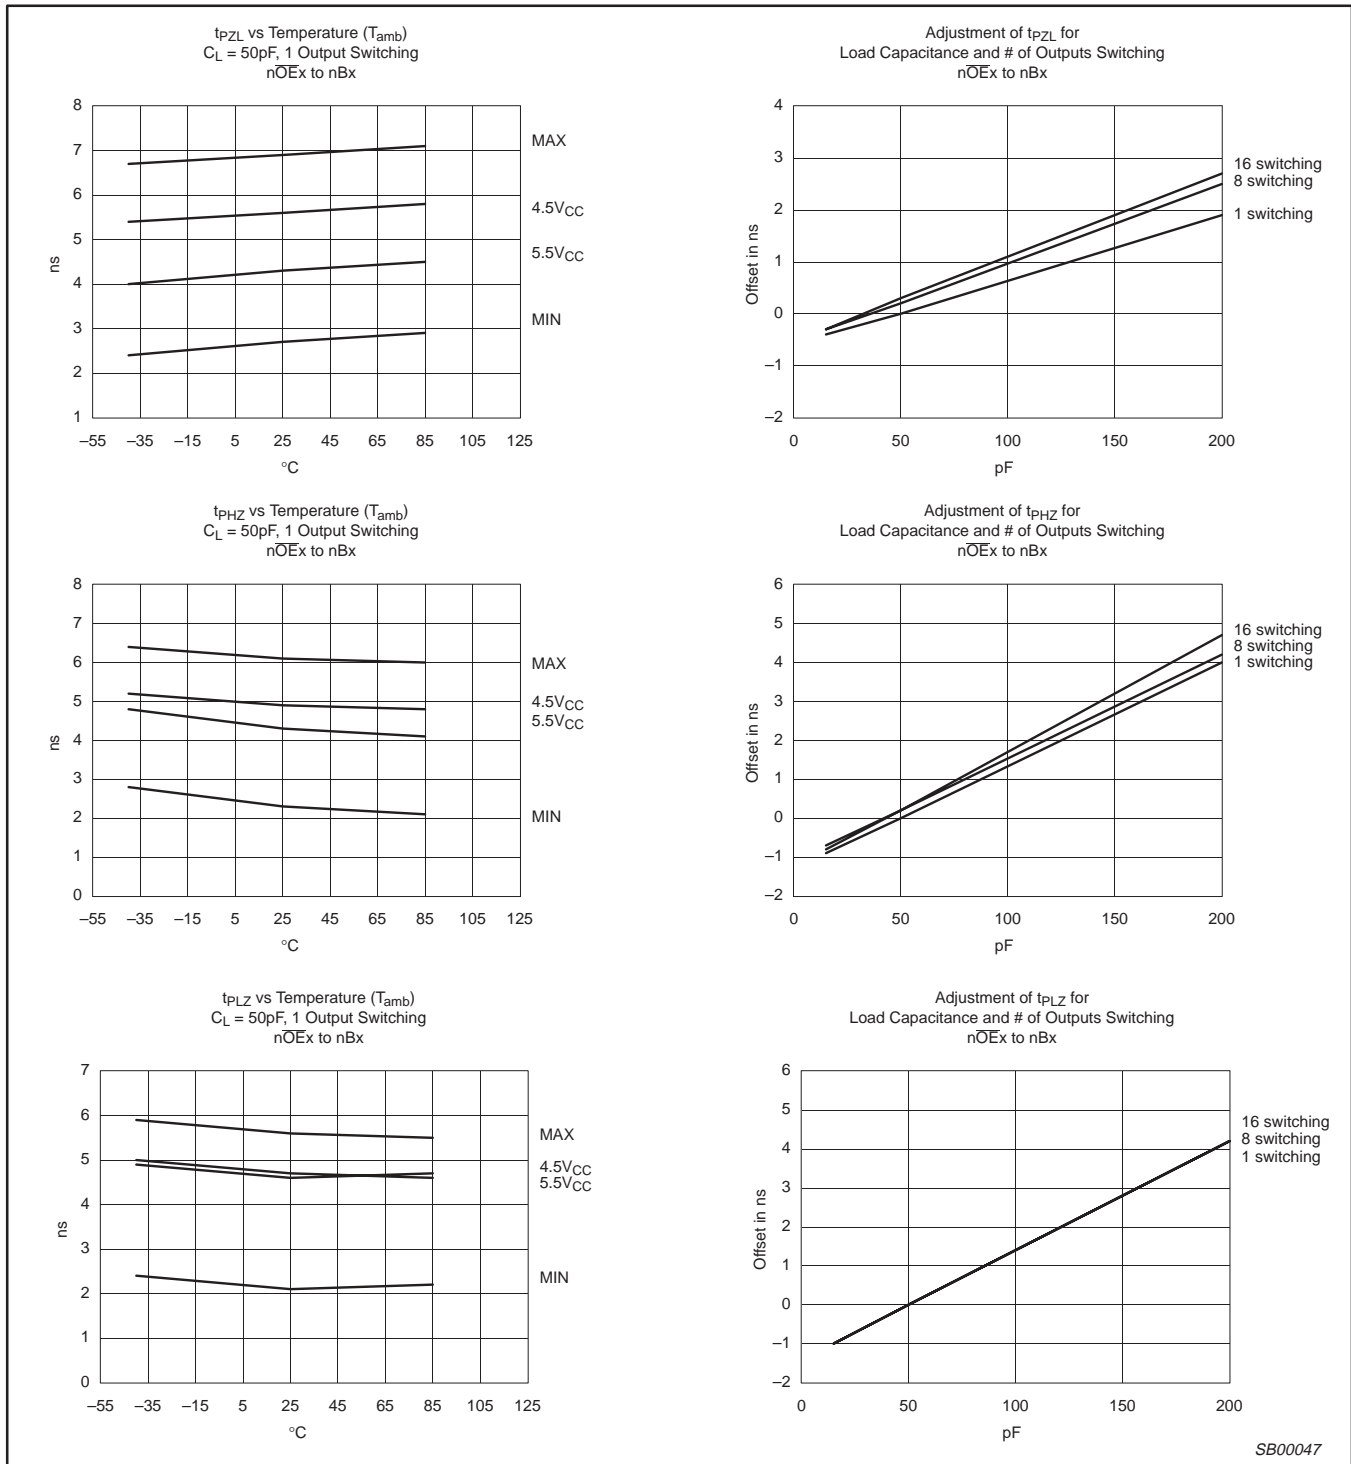 tPZL vs Temperature (Tamb)
CL = 50pF, 1 Output Switching
nOEx to nBx
8
7
6
5
4
3
2
1
ns
MAX
4.5VCC
5.5VCC
MIN
–55 –35 –15 5 25 45 65 85 105 125
°C
Adjustment of tPZL for
Load Capacitance and # of Outputs Switching
nOEx to nBx
4
3
2
1
0
–1
–2
Offset in ns
16 switching
8 switching
1 switching
0 50 100 150 200
pF
tPHZ vs Temperature (Tamb)
CL = 50pF, 1 Output Switching
nOEx to nBx
8
7
6
5
4
3
2
1
0
ns
MAX
4.5VCC
5.5VCC
MIN
–55 –35 –15 5 25 45 65 85 105 125
°C
Adjustment of tPHZ for
Load Capacitance and # of Outputs Switching
nOEx to nBx
6
5
4
3
2
1
0
–1
–2
Offset in ns
16 switching
8 switching
1 switching
0 50 100 150 200
pF
tPLZ vs Temperature (Tamb)
CL = 50pF, 1 Output Switching
nOEx to nBx
7
6
5
4
3
2
1
0
ns
MAX
4.5VCC
5.5VCC
MIN
–55 –35 –15 5 25 45 65 85 105 125
°C
Adjustment of tPLZ for
Load Capacitance and # of Outputs Switching
nOEx to nBx
6
5
4
3
2
1
0
–1
–2
Offset in ns
16 switching
8 switching
1 switching
0 50 100 150 200
pF
SB00047